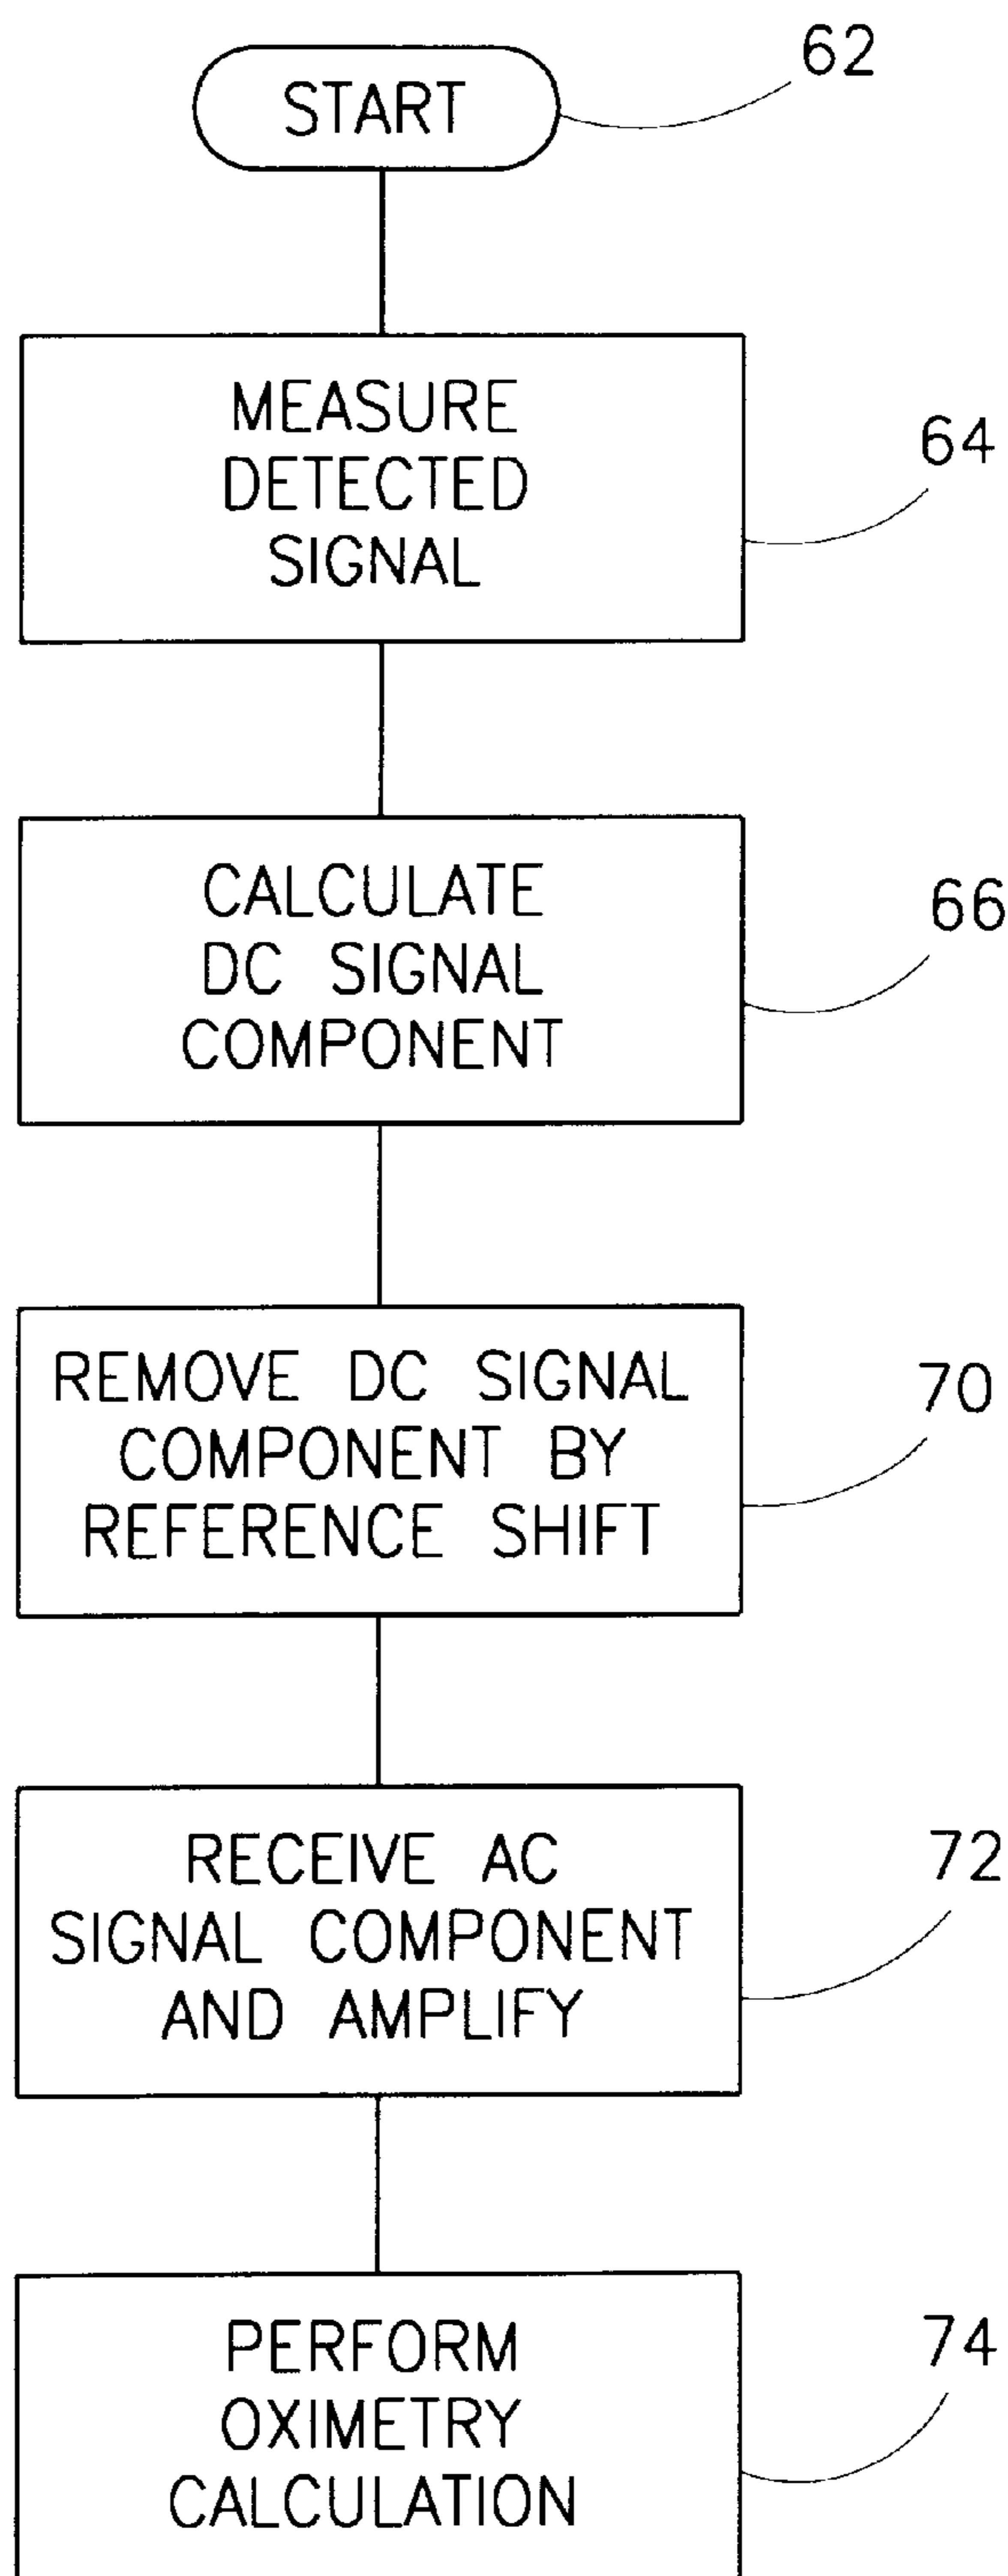 START
62
MEASURE
DETECTED
SIGNAL
64
CALCULATE
DC SIGNAL
COMPONENT
66
REMOVE DC SIGNAL
COMPONENT BY
REFERENCE SHIFT
70
RECEIVE AC
SIGNAL COMPONENT
AND AMPLIFY
72
PERFORM
OXIMETRY
CALCULATION
74